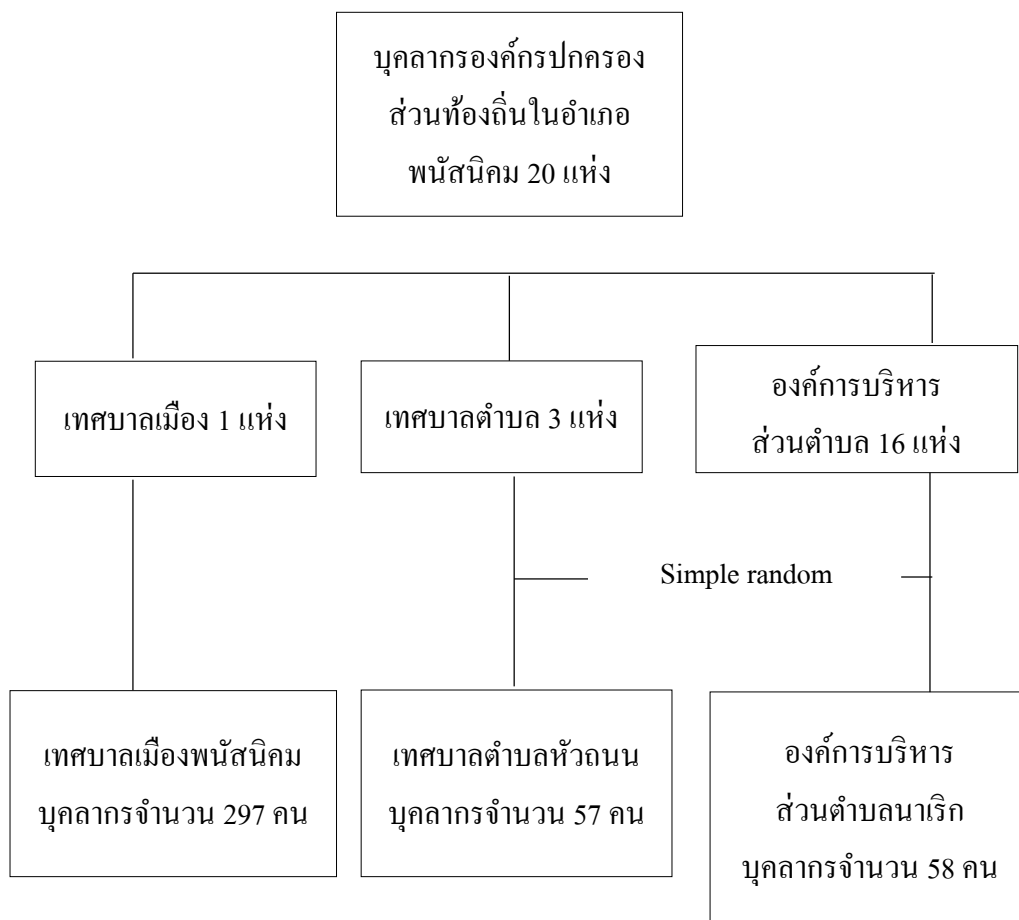 บุคลากรองค์กรปกครอง
ส่วนท้องถิ่นในอำเภอ
พนัสนิคม 20 แห่ง
เทศบาลเมือง 1 แห่ง
เทศบาลตำบล 3 แห่ง
องค์การบริหาร
ส่วนตำบล 16 แห่ง
Simple random
เทศบาลเมืองพนัสนิคม
บุคลากรจำนวน 297 คน
เทศบาลตำบลหัวถนน
บุคลากรจำนวน 57 คน
องค์การบริหาร
ส่วนตำบลนาเริก
บุคลากรจำนวน 58 คน